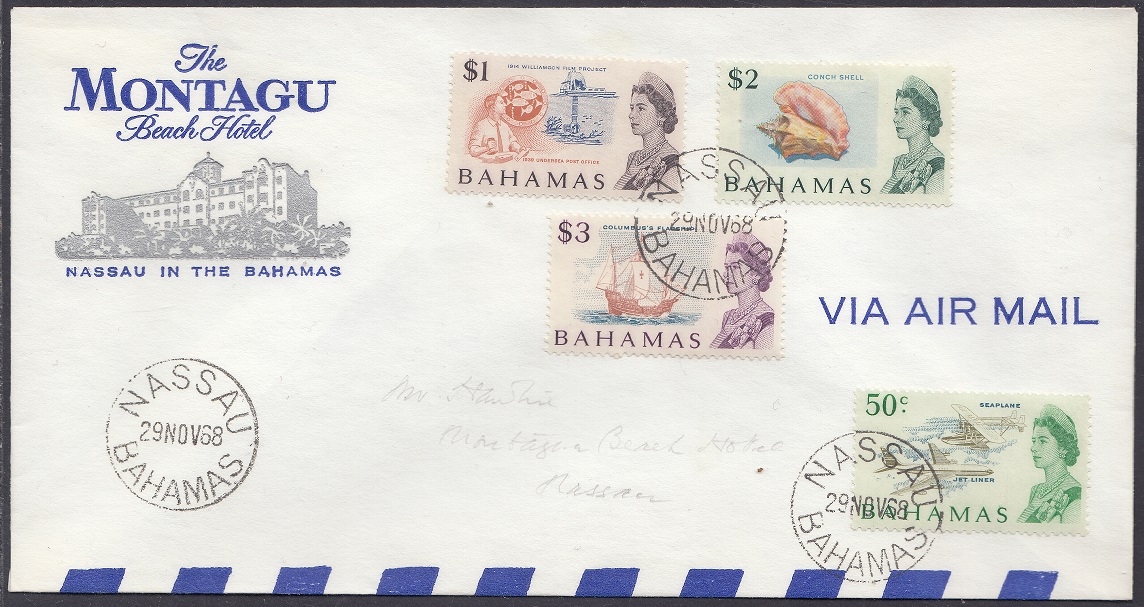 The
MONTAGU
Beach Hotel
NASSAU IN THE BAHAMAS
$1
1914 WILLIAMSON FILM PROJECT
1939 UNDERSEA POST OFFICE
BAHAMAS
$2
CONCH SHELL
BAHAMAS
$3
COLUMBUS'S FLAGSHIP
BAHAMAS
NASSAU
29NOV68
BAHAMAS
VIA AIR MAIL
NASSAU
29NOV68
BAHAMAS
Mr
Montagu Beach Hotel
Nassau
50c
SEAPLANE
JET LINER
BAHAMAS
NASSAU
29NOV68
BAHAMAS